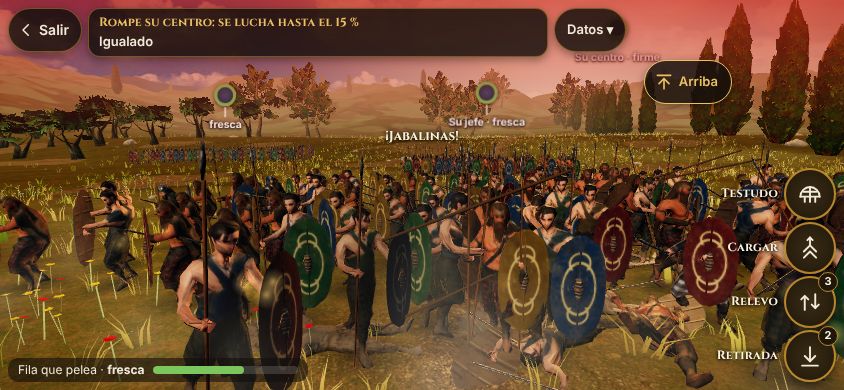 Salir
ROMPE SU CENTRO: SE LUCHA HASTA EL 15 %
Igualado
Datos ▾
Su centro · firme
Arriba
fresca
Su jefe · fresca
¡JABALINAS!
TESTUDO
CARGAR
3
RELEVO
2
RETIRADA
Fila que pelea · fresca